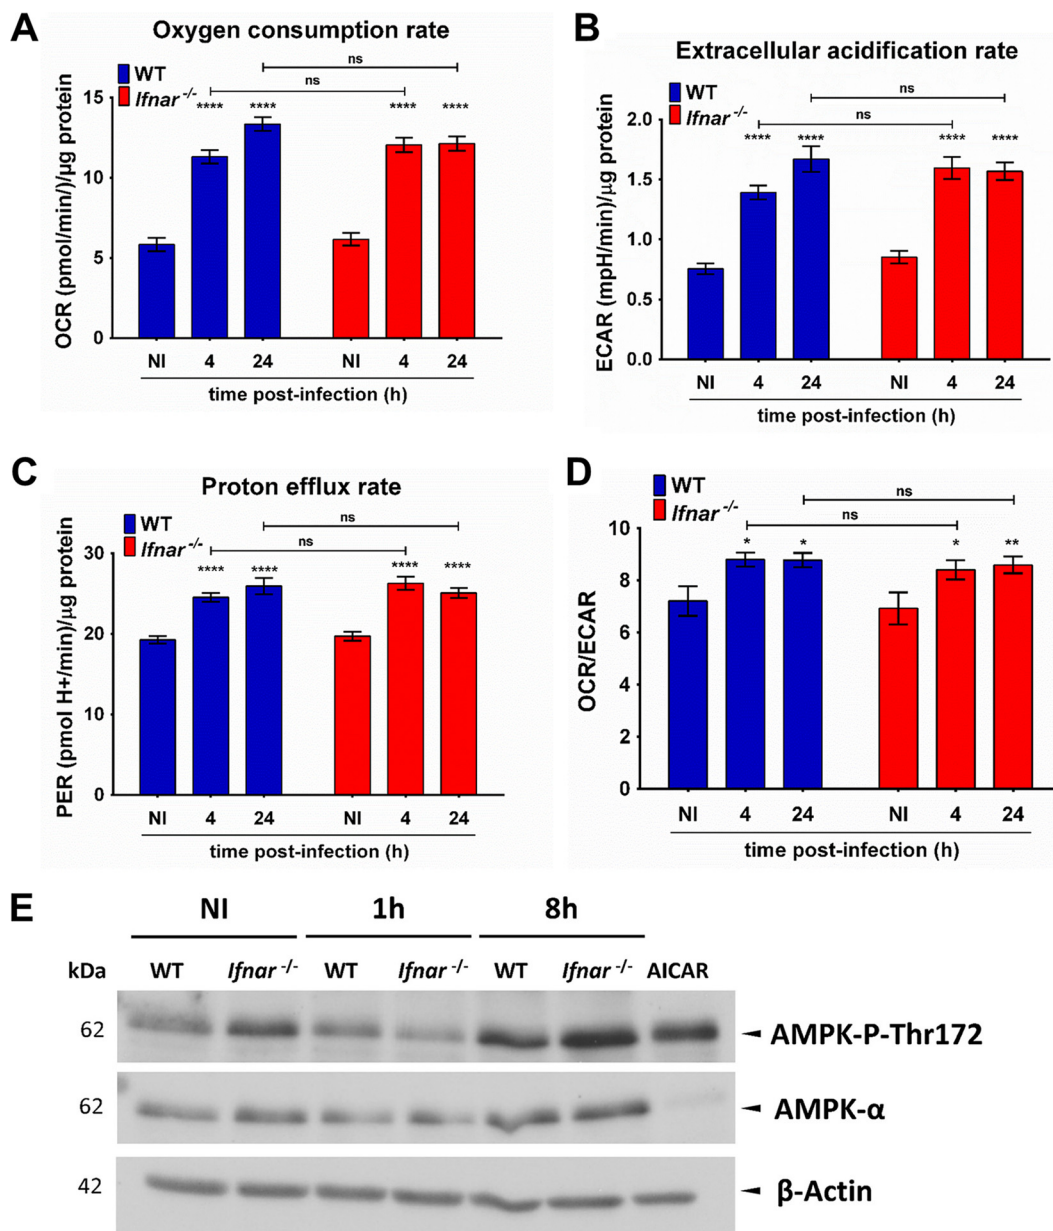 A
Oxygen consumption rate
WT
Ifnar -/-
ns
ns
**** **** **** ****
OCR (pmol/min/)/µg protein
15
10
5
0
NI 4 24 NI 4 24
time post-infection (h)
B
Extracellular acidification rate
WT
Ifnar -/-
ns
ns
**** **** **** ****
ECAR (mpH/min)/µg protein
2.0
1.5
1.0
0.5
0.0
NI 4 24 NI 4 24
time post-infection (h)
C
Proton efflux rate
WT
Ifnar -/-
ns
ns
**** **** **** ****
PER (pmol H+/min)/µg protein
30
20
10
0
NI 4 24 NI 4 24
time post-infection (h)
D
WT
Ifnar -/-
ns
ns
* * * **
OCR/ECAR
10
8
6
4
2
0
NI 4 24 NI 4 24
time post-infection (h)
E
NI 1h 8h
kDa WT Ifnar -/- WT Ifnar -/- WT Ifnar -/- AICAR
62 AMPK-P-Thr172
62 AMPK-α
42 β-Actin